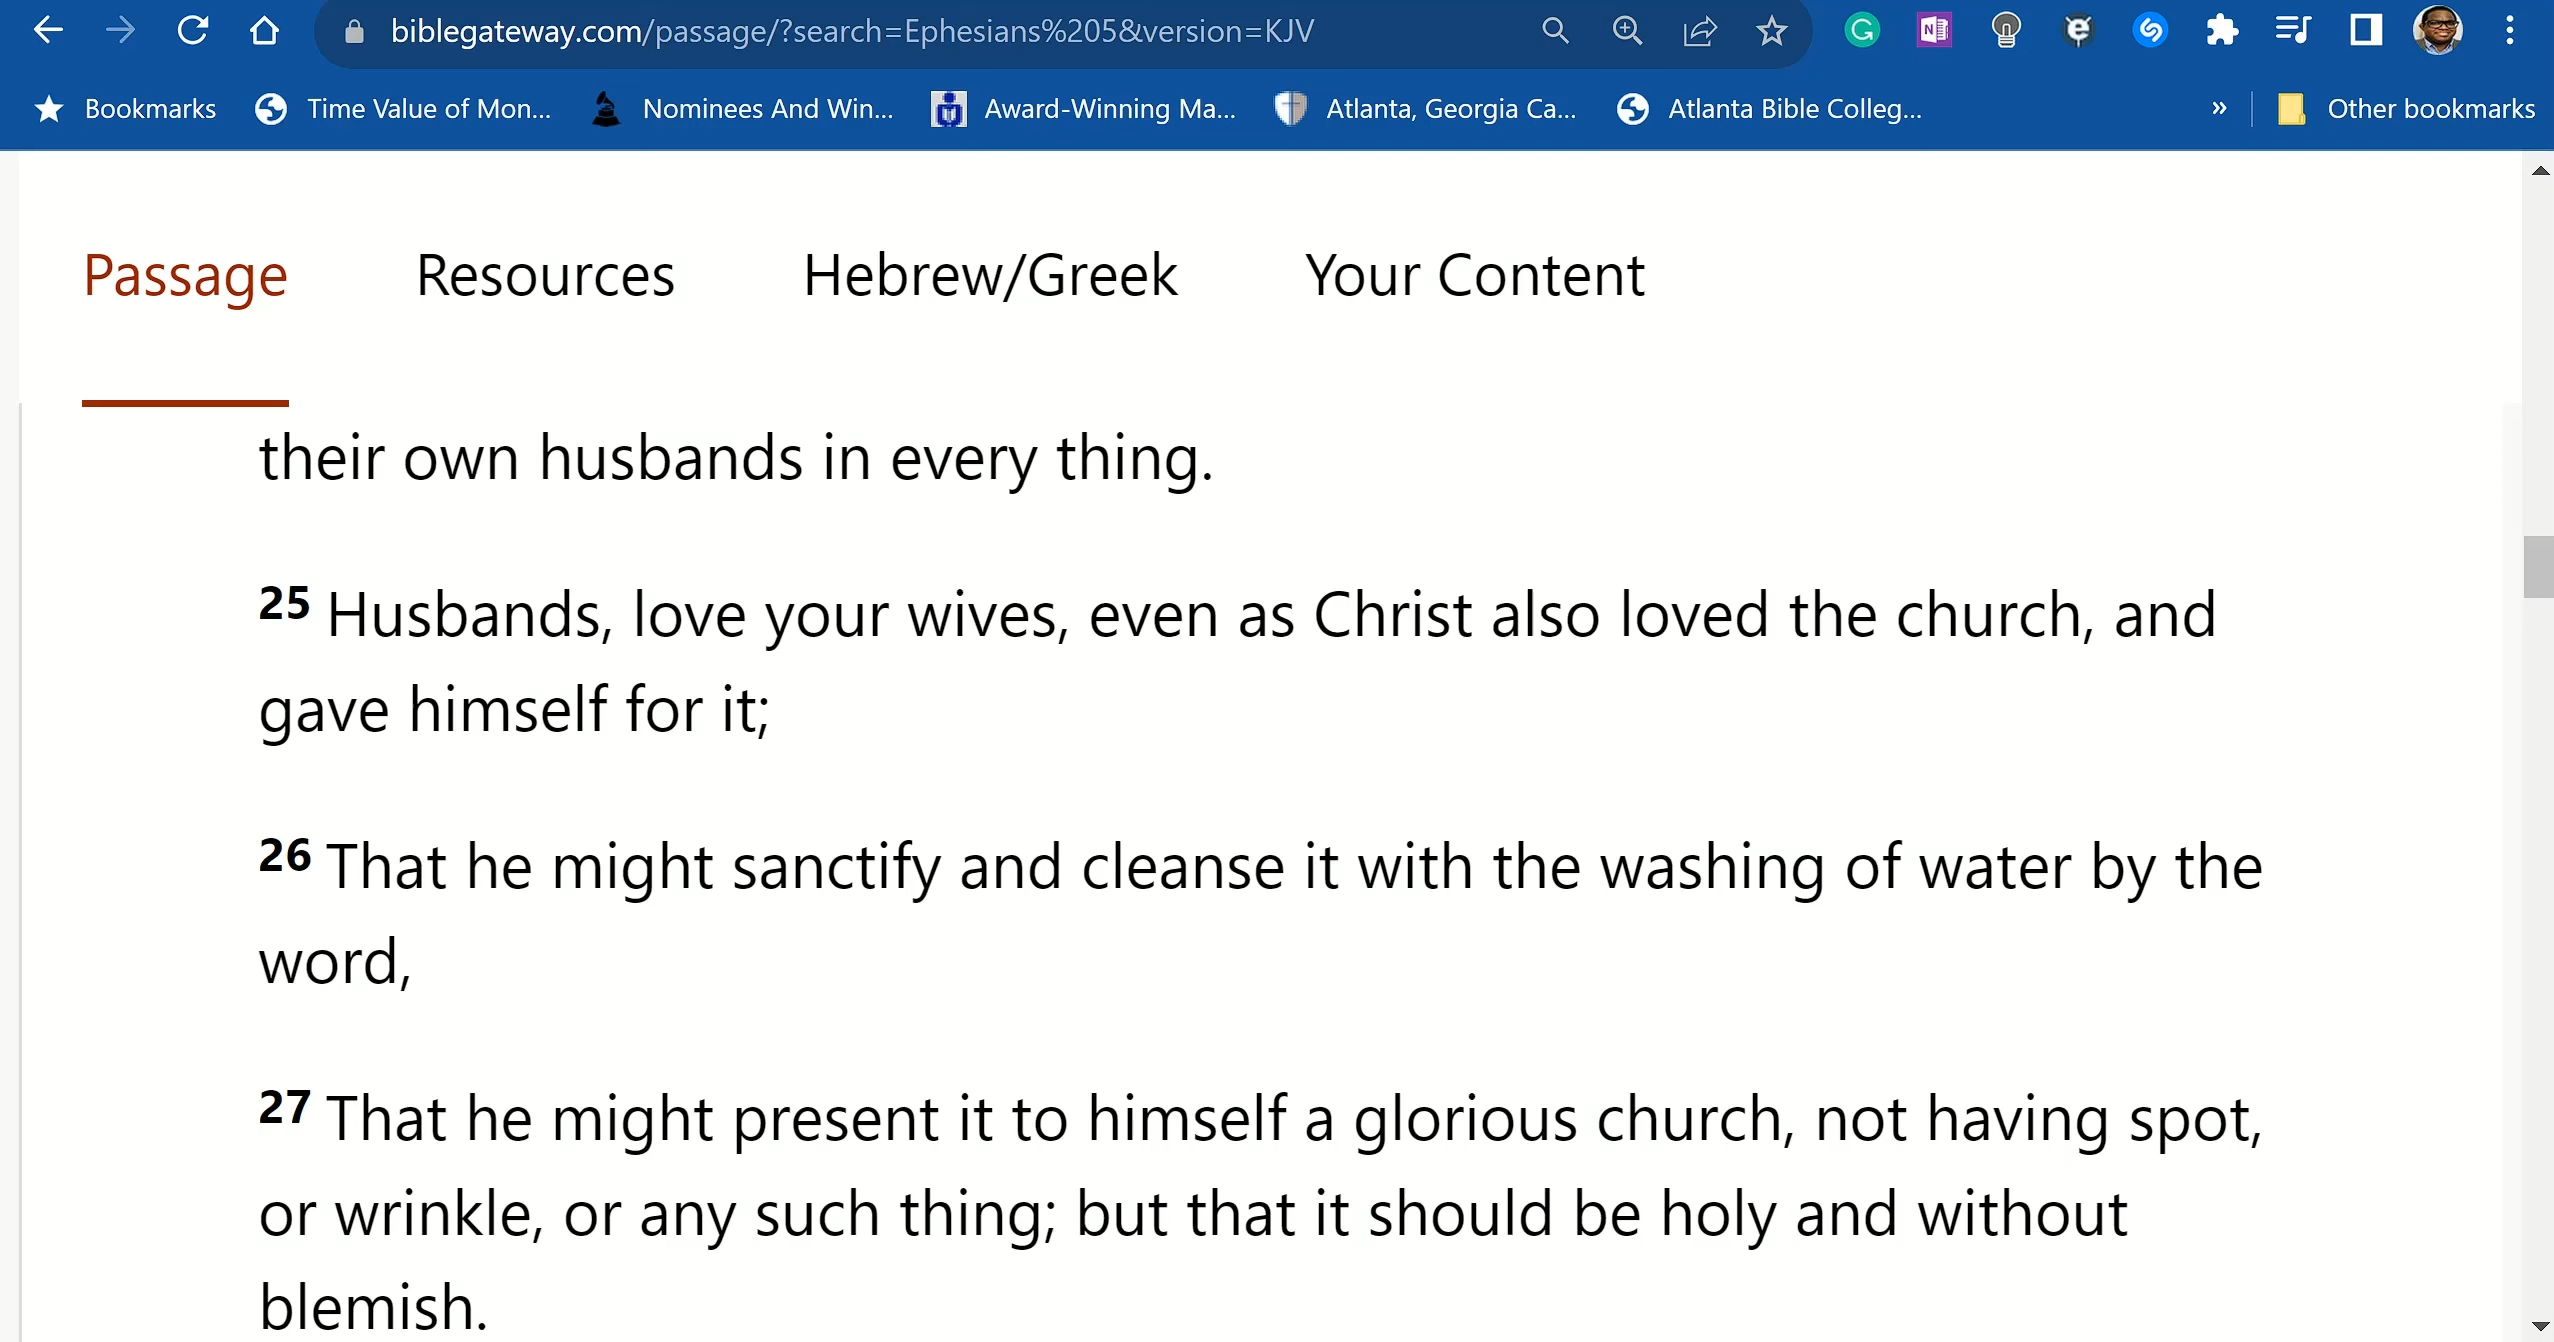 biblegateway.com/passage/?search=Ephesians%205&version=KJV
Bookmarks Time Value of Mon... Nominees And Win... Award-Winning Ma... Atlanta, Georgia Ca... Atlanta Bible Colleg... » Other bookmarks
Passage Resources Hebrew/Greek Your Content
their own husbands in every thing.
25 Husbands, love your wives, even as Christ also loved the church, and
gave himself for it;
26 That he might sanctify and cleanse it with the washing of water by the
word,
27 That he might present it to himself a glorious church, not having spot,
or wrinkle, or any such thing; but that it should be holy and without
blemish.